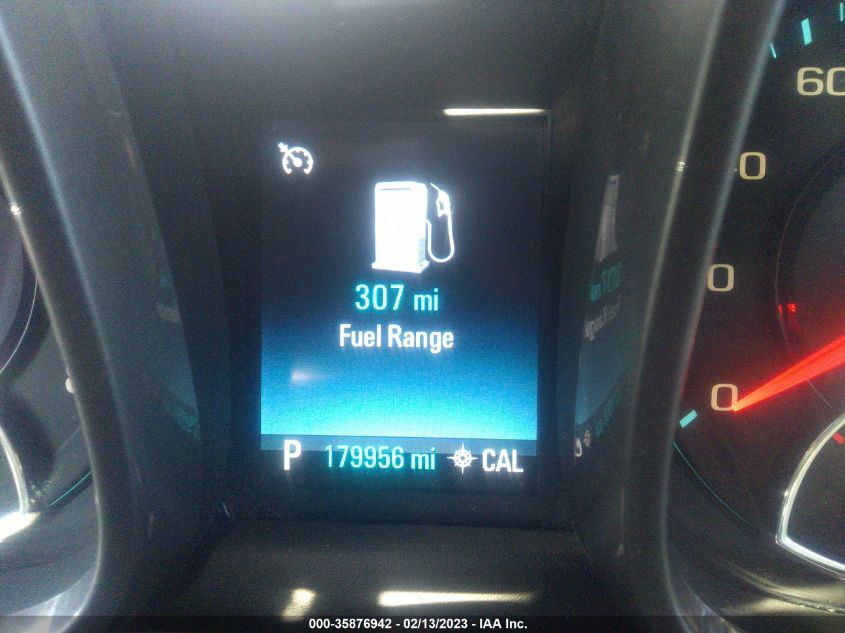 307 mi
Fuel Range
P 179956 mi CAL
60
0
0
0
000-35876942 - 02/13/2023 - IAA Inc.